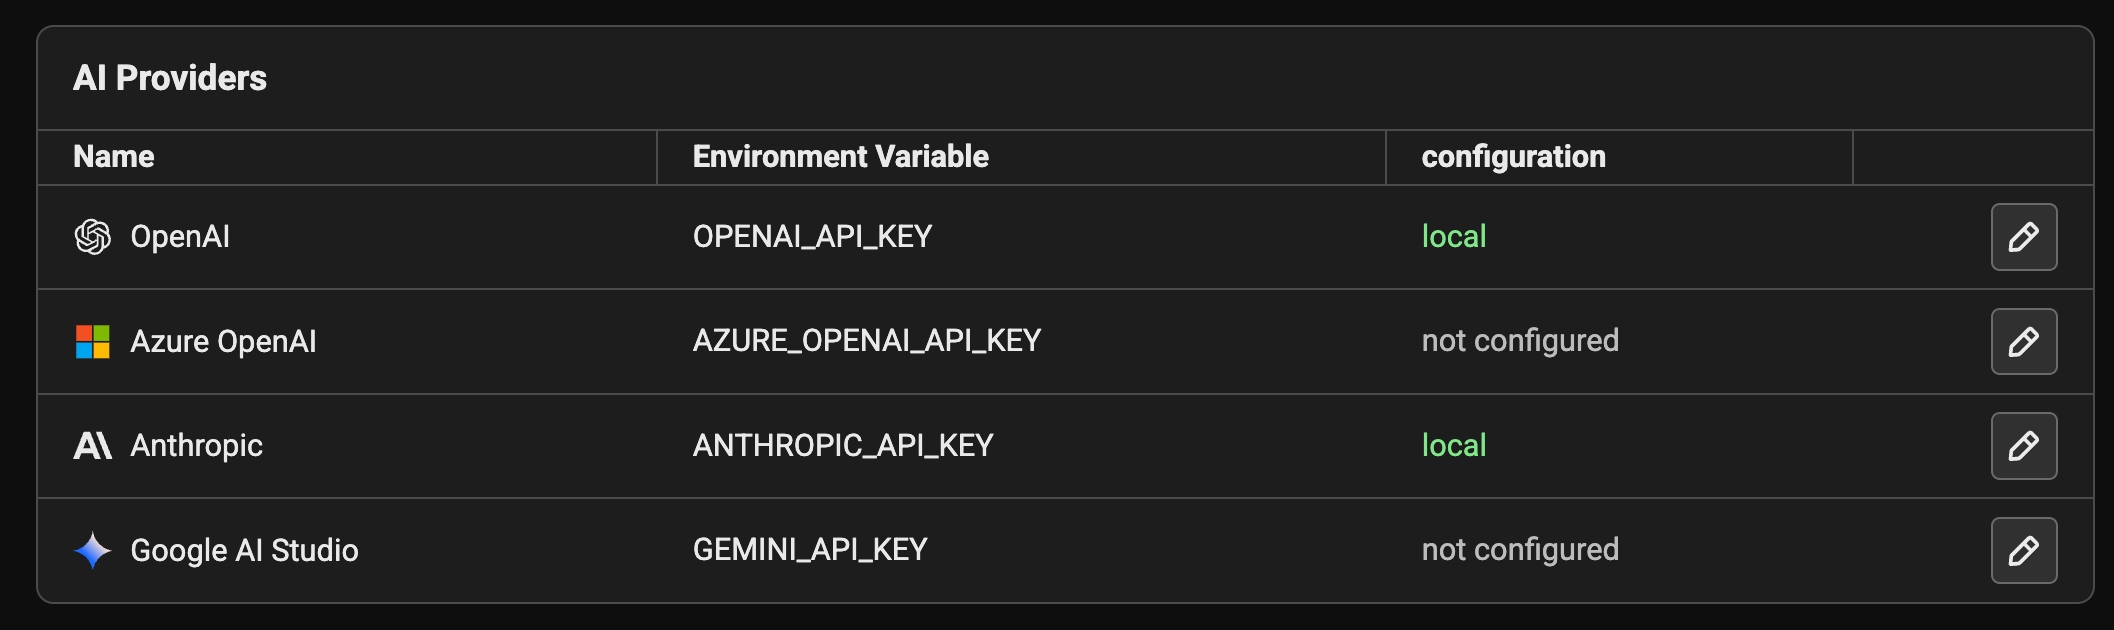 AI Providers
Name Environment Variable configuration
OpenAI OPENAI_API_KEY local
Azure OpenAI AZURE_OPENAI_API_KEY not configured
Anthropic ANTHROPIC_API_KEY local
Google AI Studio GEMINI_API_KEY not configured